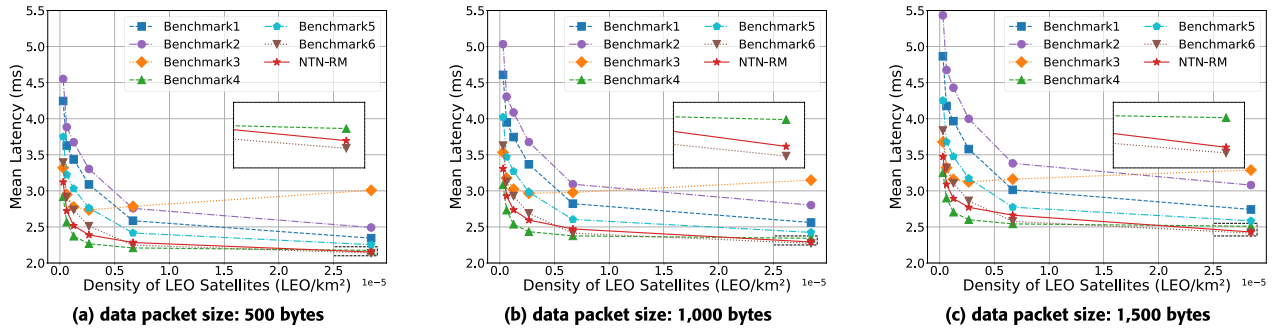 5.5
5.0
4.5
4.0
3.5
3.0
2.5
2.0
Mean Latency (ms)
Benchmark1
Benchmark2
Benchmark3
Benchmark4
Benchmark5
Benchmark6
NTN-RM
0.0 0.5 1.0 1.5 2.0 2.5
1e−5
Density of LEO Satellites (LEO/km²)
(a) data packet size: 500 bytes
5.5
5.0
4.5
4.0
3.5
3.0
2.5
2.0
Mean Latency (ms)
Benchmark1
Benchmark2
Benchmark3
Benchmark4
Benchmark5
Benchmark6
NTN-RM
0.0 0.5 1.0 1.5 2.0 2.5
1e−5
Density of LEO Satellites (LEO/km²)
(b) data packet size: 1,000 bytes
5.5
5.0
4.5
4.0
3.5
3.0
2.5
2.0
Mean Latency (ms)
Benchmark1
Benchmark2
Benchmark3
Benchmark4
Benchmark5
Benchmark6
NTN-RM
0.0 0.5 1.0 1.5 2.0 2.5
1e−5
Density of LEO Satellites (LEO/km²)
(c) data packet size: 1,500 bytes